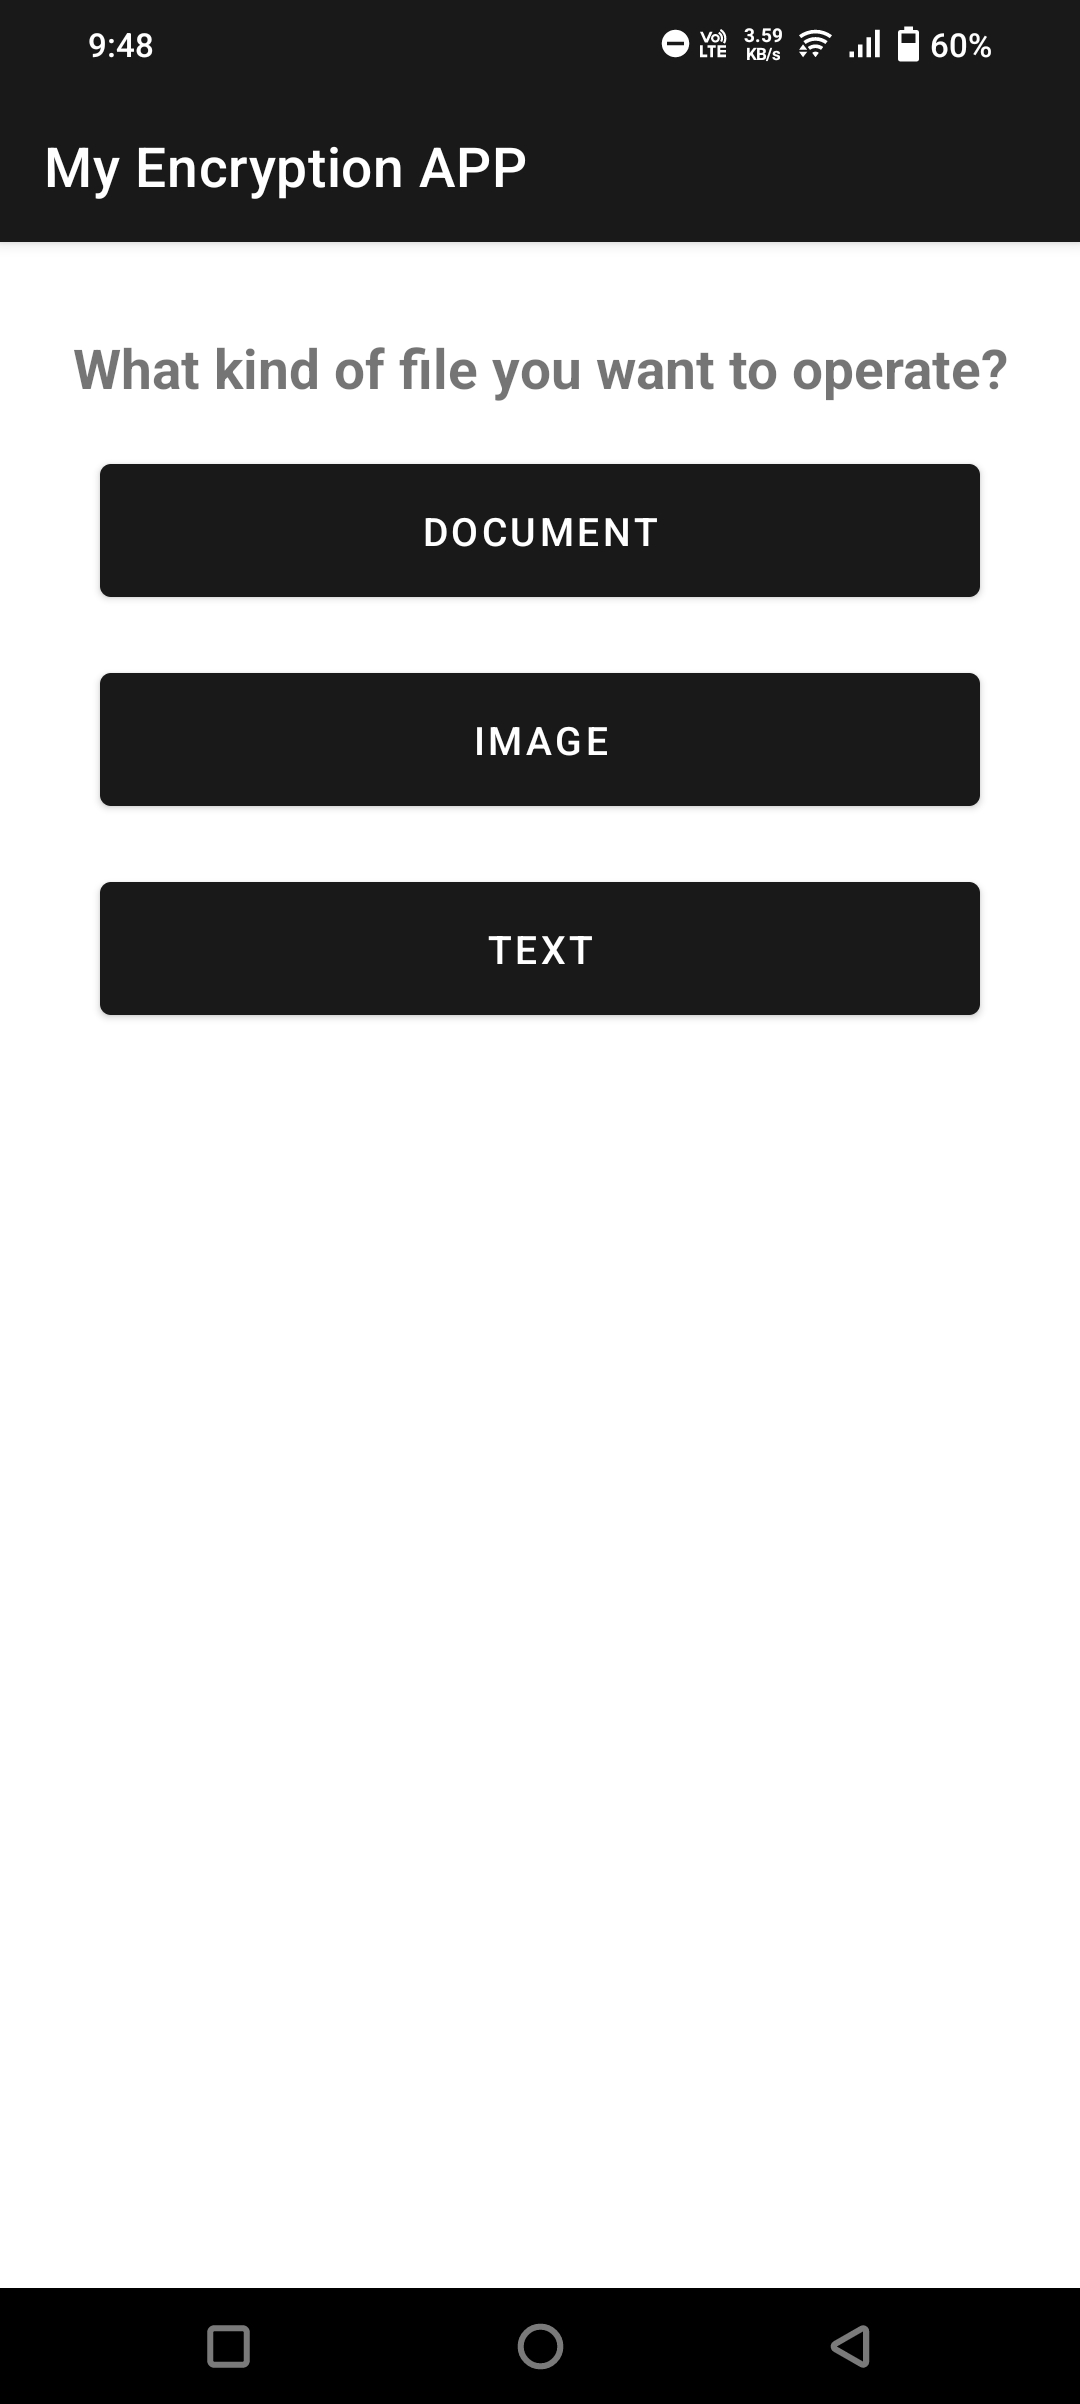 9:48
Vo) LTE 3.59 KB/s 60%
My Encryption APP
What kind of file you want to operate?
DOCUMENT
IMAGE
TEXT